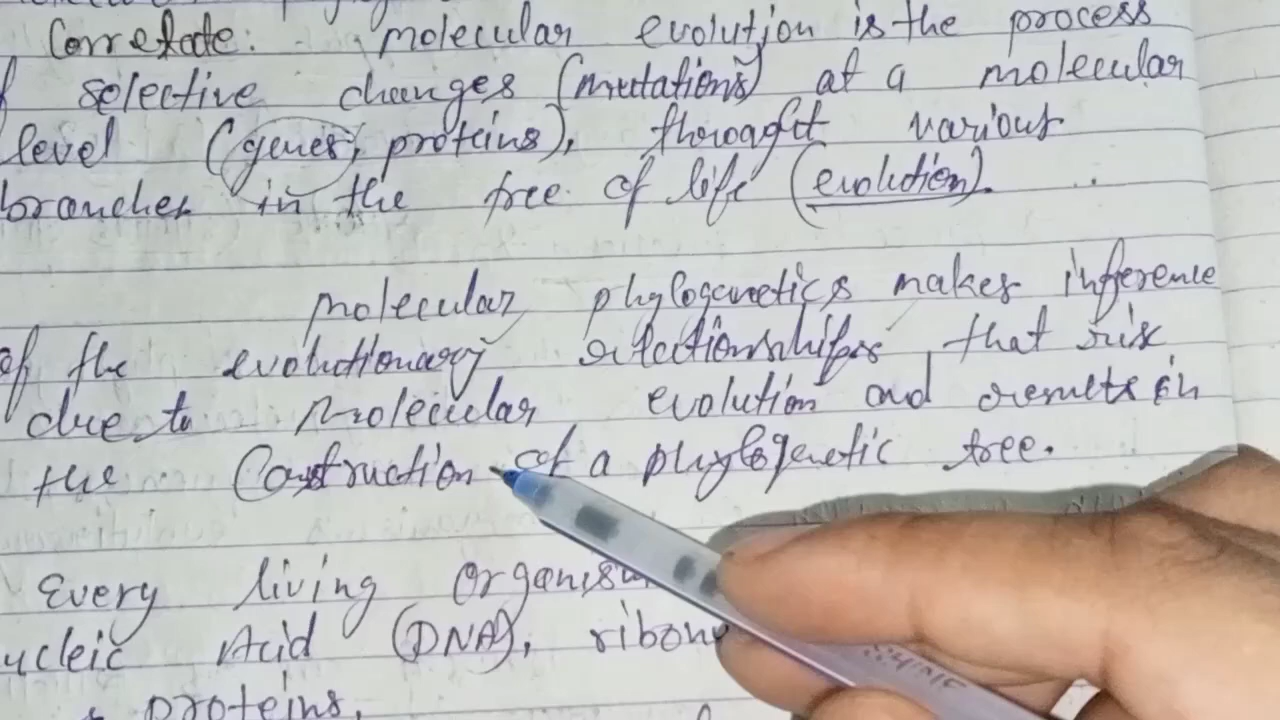 Correlate. molecular evolution is the process
f selective changes (mutations) at a molecular
level (genes, proteins), throught various
branches in the tree of life (evolution).
molecular phylogenetics makes inference
of the evolutionary relationships that
due to molecular evolution and results in
the Construction of a phylogenetic tree.
Every living Organism
ucleic Acid (DNA), ribonu
proteins.